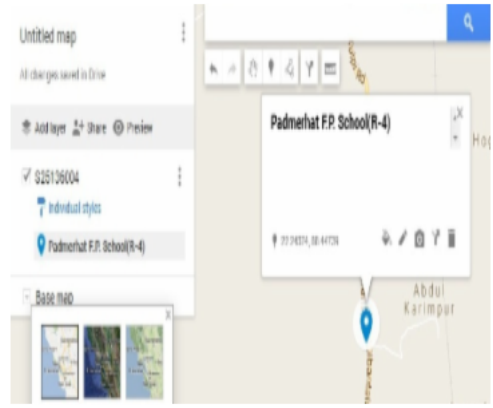 Untitled map
All changes saved in Drive
Add layer Share Preview
S25136004
Individual styles
Padmerhat F.P. School(R-4)
Base map
Padmerhat F.P. School(R-4)
Hog
Abdul
Karimpur